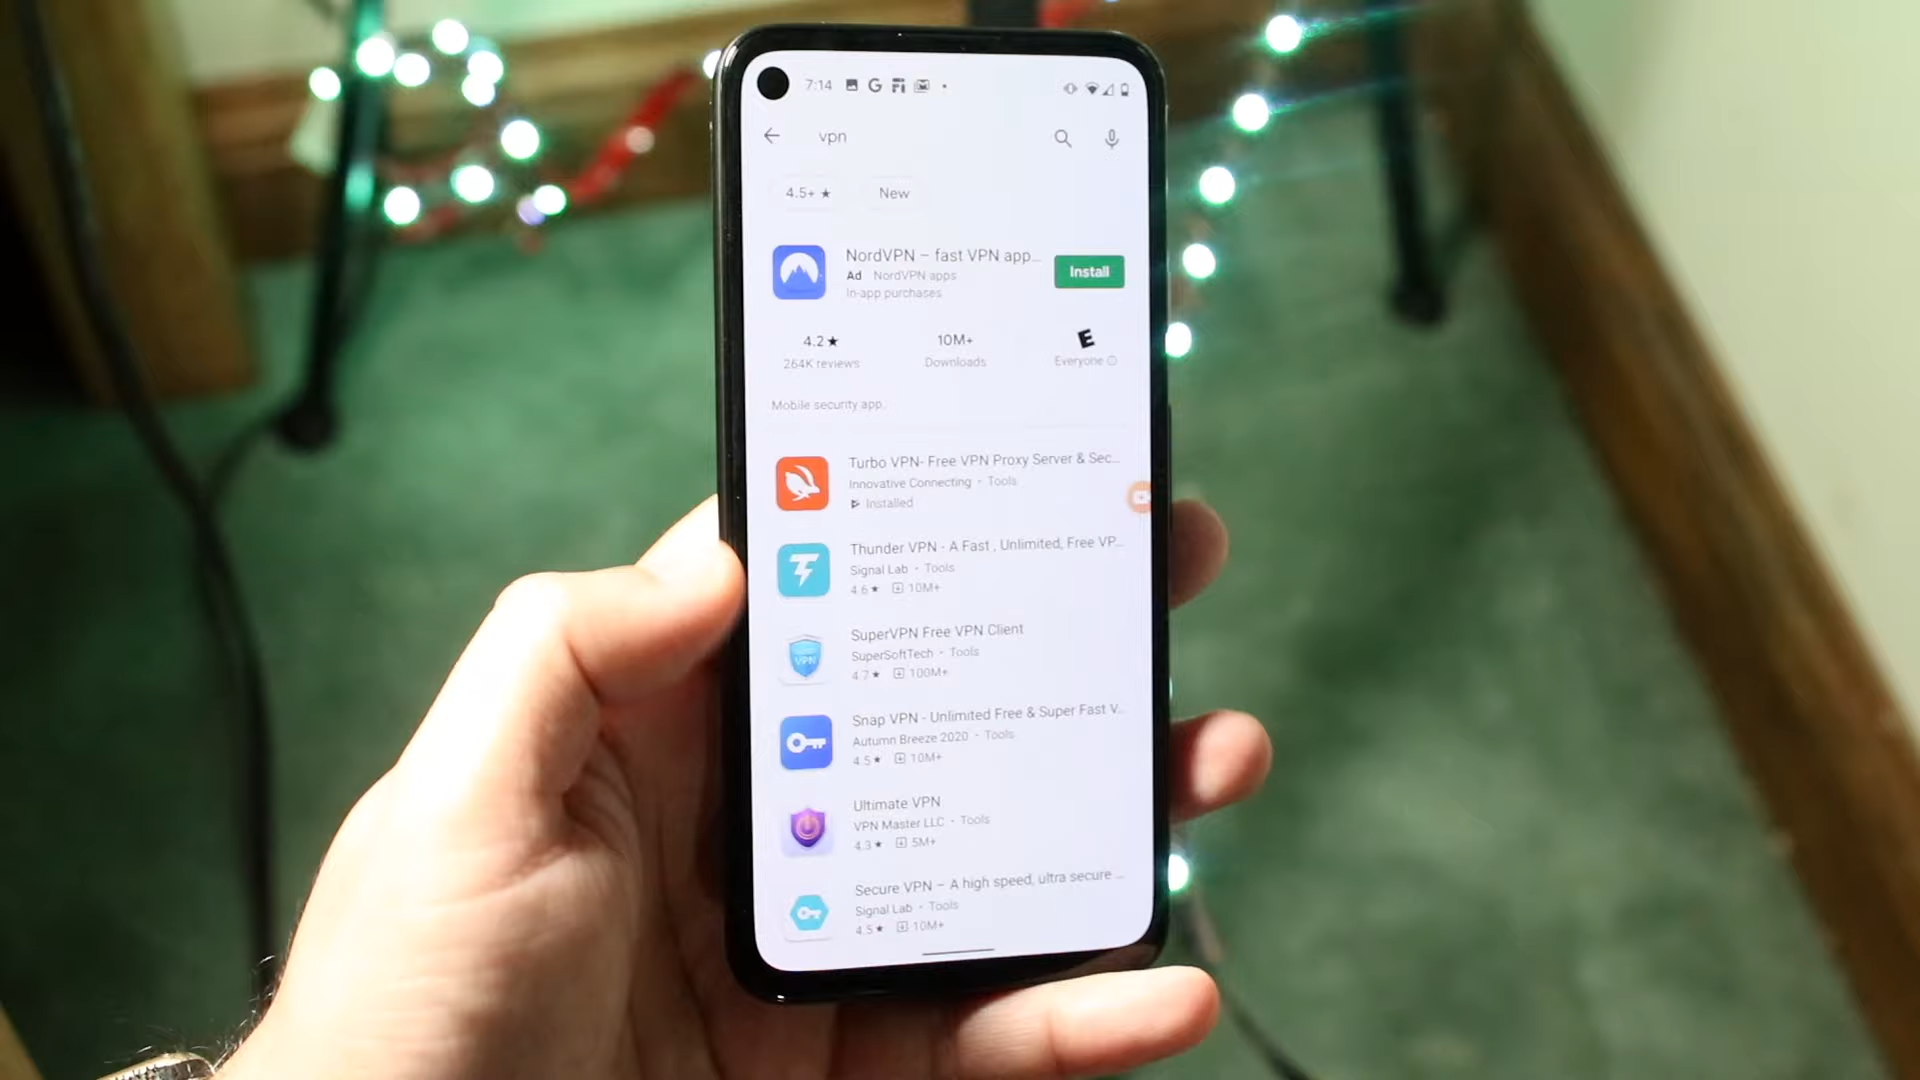 7:14
vpn
4.5+ ★
New
NordVPN – fast VPN app...
Install
Ad NordVPN apps
In-app purchases
4.2★
10M+
E
264K reviews
Downloads
Everyone
Mobile security app.
Turbo VPN- Free VPN Proxy Server & Sec...
Innovative Connecting • Tools
Installed
Thunder VPN - A Fast , Unlimited, Free VP...
Signal Lab • Tools
4.6★ 10M+
SuperVPN Free VPN Client
VPN
SuperSoftTech • Tools
4.7★ 100M+
Snap VPN - Unlimited Free & Super Fast V...
Autumn Breeze 2020 • Tools
4.5★ 10M+
Ultimate VPN
VPN Master LLC • Tools
4.3★ 5M+
Secure VPN – A high speed, ultra secure ...
Signal Lab • Tools
4.5★ 10M+